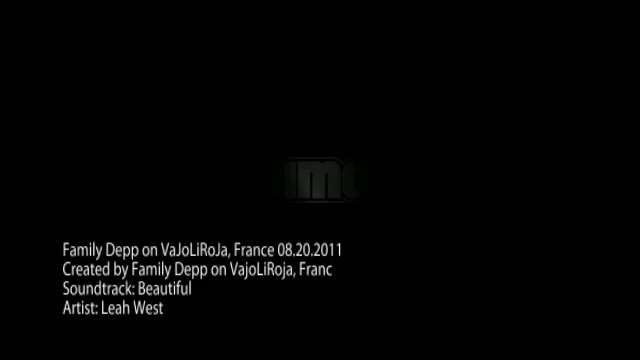 Family Depp on VaJoLiRoJa, France 08.20.2011
Created by Family Depp on VajoLiRoja, Franc
Soundtrack: Beautiful
Artist: Leah West